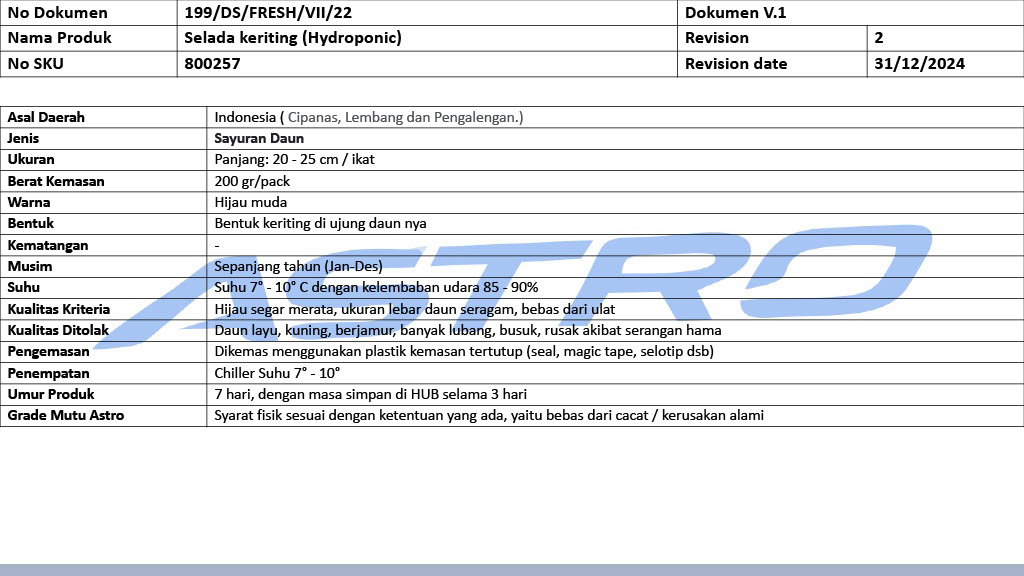 No Dokumen 199/DS/FRESH/VII/22 Dokumen V.1
Nama Produk Selada keriting (Hydroponic) Revision 2
No SKU 800257 Revision date 31/12/2024
Asal Daerah Indonesia ( Cipanas, Lembang dan Pengalengan.)
Jenis Sayuran Daun
Ukuran Panjang: 20 - 25 cm / ikat
Berat Kemasan 200 gr/pack
Warna Hijau muda
Bentuk Bentuk keriting di ujung daun nya
Kematangan -
Musim Sepanjang tahun (Jan-Des)
Suhu Suhu 7° - 10° C dengan kelembaban udara 85 - 90%
Kualitas Kriteria Hijau segar merata, ukuran lebar daun seragam, bebas dari ulat
Kualitas Ditolak Daun layu, kuning, berjamur, banyak lubang, busuk, rusak akibat serangan hama
Pengemasan Dikemas menggunakan plastik kemasan tertutup (seal, magic tape, selotip dsb)
Penempatan Chiller Suhu 7° - 10°
Umur Produk 7 hari, dengan masa simpan di HUB selama 3 hari
Grade Mutu Astro Syarat fisik sesuai dengan ketentuan yang ada, yaitu bebas dari cacat / kerusakan alami
ASTRO